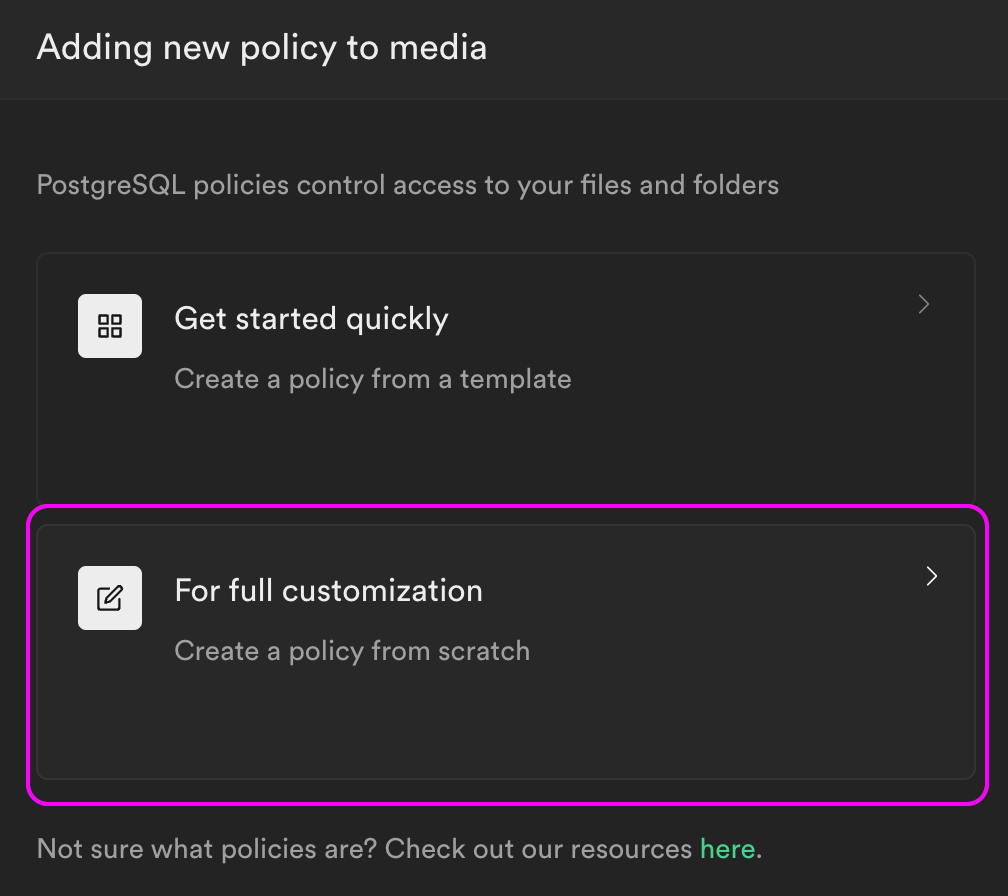 Adding new policy to media
PostgreSQL policies control access to your files and folders
Get started quickly
Create a policy from a template
For full customization
Create a policy from scratch
Not sure what policies are? Check out our resources here.